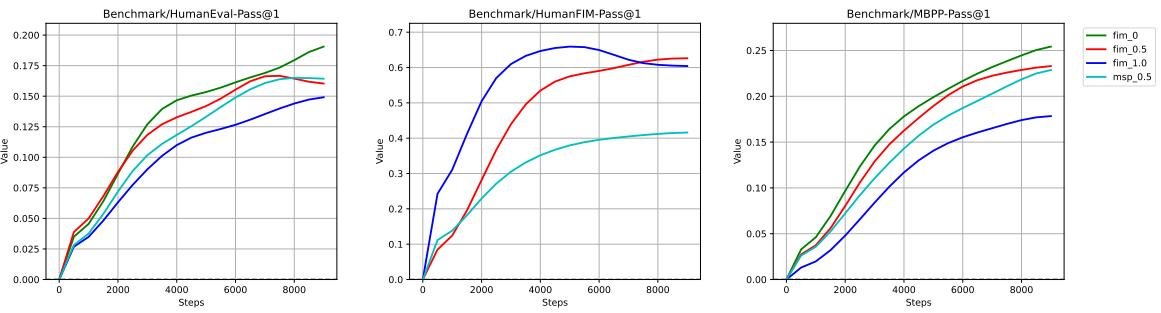 Benchmark/HumanEval-Pass@1
0.200
0.175
0.150
0.125
0.100
0.075
0.050
0.025
0.000
Value
0
2000
4000
6000
8000
Steps
Benchmark/HumanFIM-Pass@1
0.7
0.6
0.5
0.4
0.3
0.2
0.1
0.0
Value
0
2000
4000
6000
8000
Steps
Benchmark/MBPP-Pass@1
0.25
0.20
0.15
0.10
0.05
0.00
Value
0
2000
4000
6000
8000
Steps
fim_0
fim_0.5
fim_1.0
msp_0.5